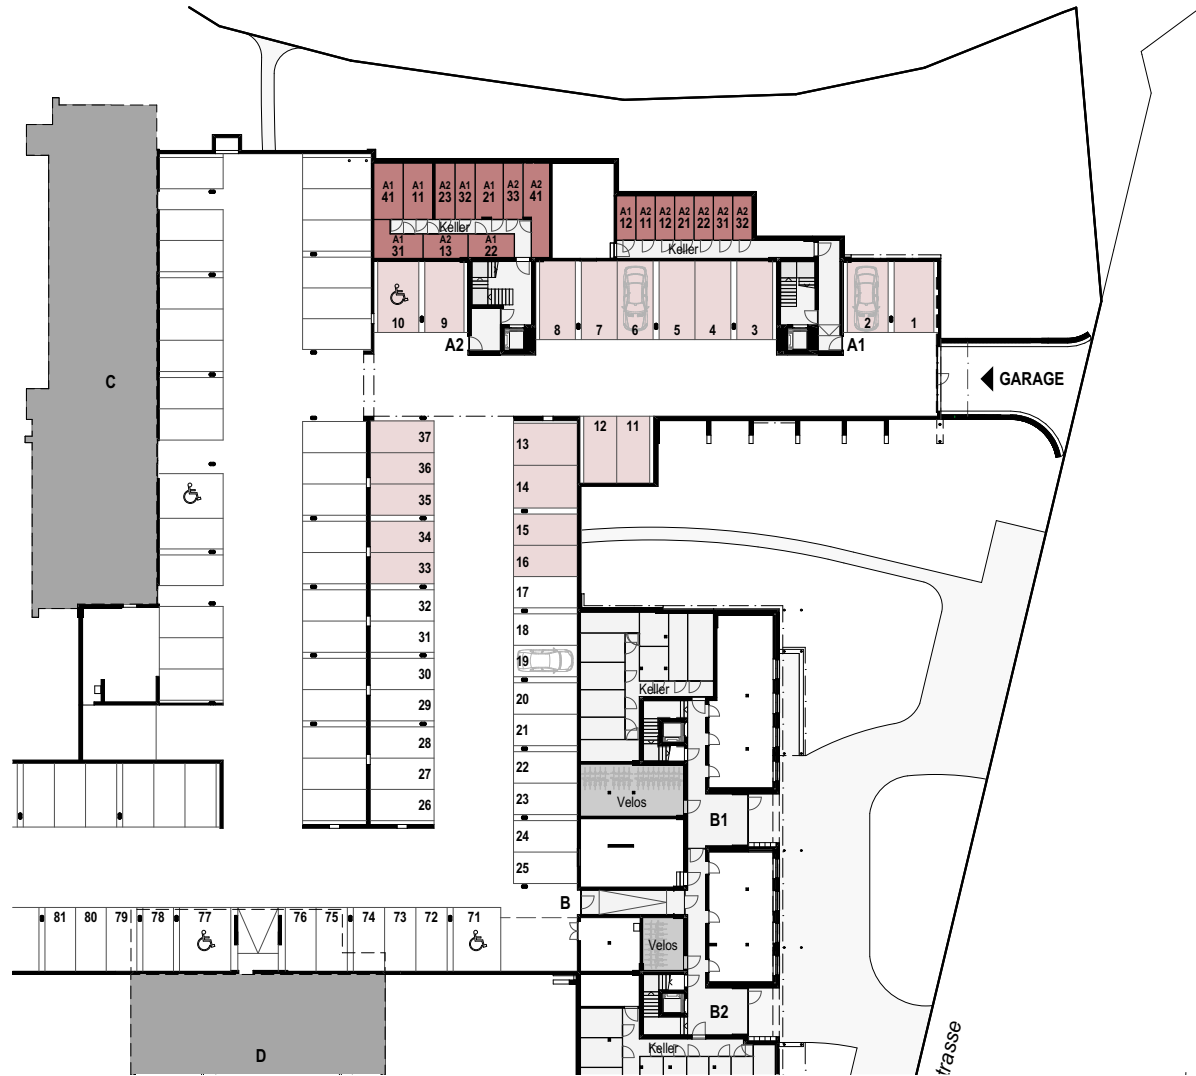 A1 A1 A2 A1 A1 A2 A2
41 11 23 32 21 33 41
A1 A2 A2 A2 A2 A2 A2
12 11 12 21 22 31 32
Keller
A1 A2 A1
31 13 22
Keller
10 9
8 7 6 5 4 3
2 1
A2
A1
GARAGE
C
12 11
37
36
35
34
33
32
31
30
29
28
27
26
13
14
15
16
17
18
19
20
21
22
23
24
25
Keller
Velos
B1
B
81 80 79 78 77 76 75 74 73 72 71
Velos
B2
Keller
D
trasse